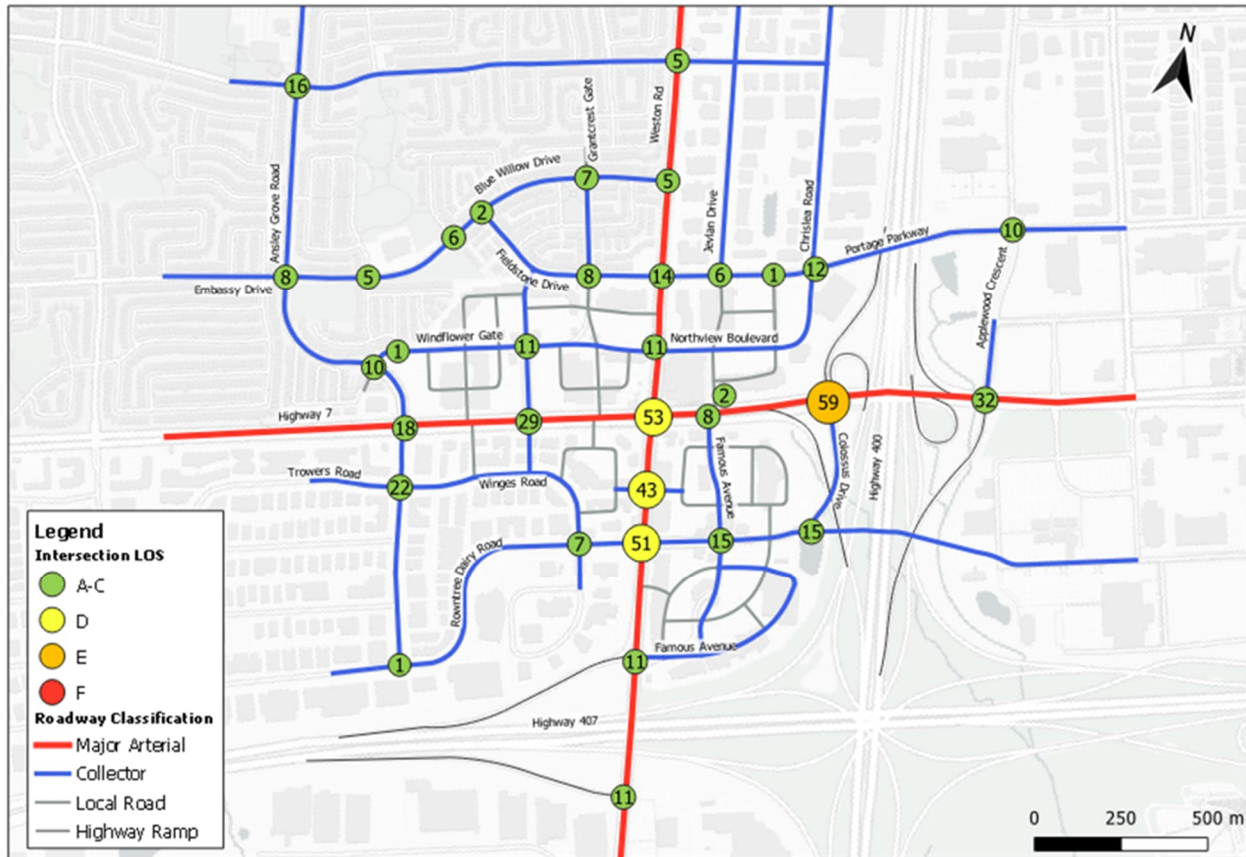 N
5
16
Weston Rd
Grantcrest Gate
Blue Willow Drive
7
5
Ansley Grove Road
2
Jevlan Drive
Chrislea Road
6
Portage Parkway
10
Fieldstone Drive
8
5
8
14
6
1
12
Embassy Drive
Applewood Crescent
Windflower Gate
1
11
11
Northview Boulevard
10
2
59
32
Highway 7
53
8
18
29
Colossus Drive
Highway 400
Famous Avenue
Trowers Road
22
Winges Road
43
15
7
51
15
Rowntree Dairy Road
Famous Avenue
11
1
Highway 407
11
Legend
Intersection LOS
A-C
D
E
F
Roadway Classification
Major Arterial
Collector
Local Road
Highway Ramp
0 250 500 m